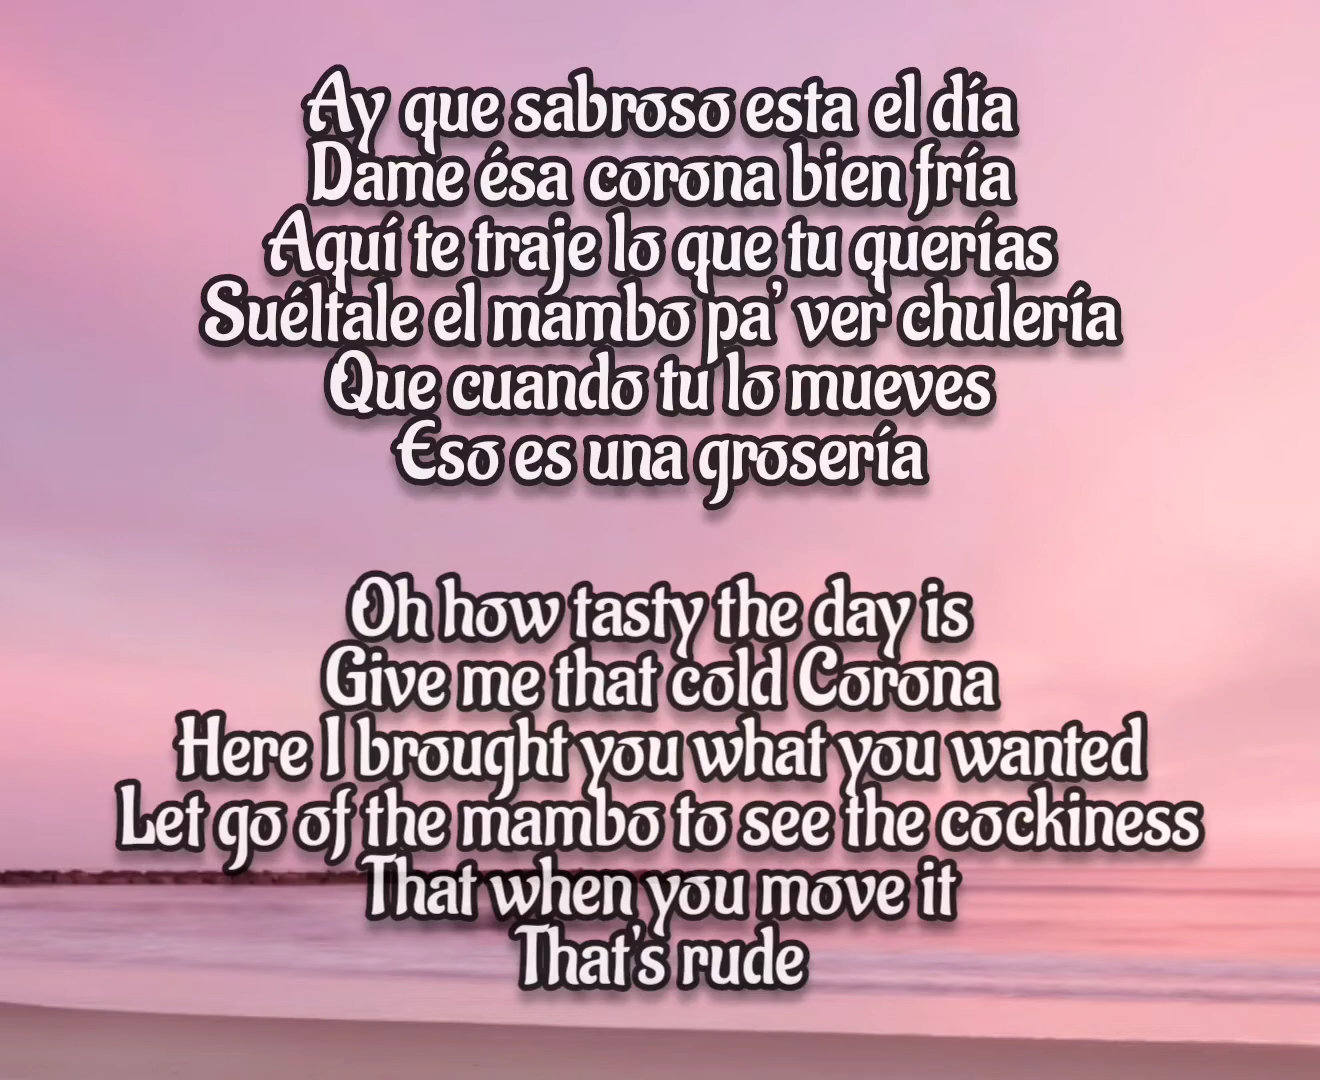 Ay que sabroso esta el día
Dame ésa corona bien fría
Aquí te traje lo que tu querías
Suéltale el mambo pa' ver chulería
Que cuando tu lo mueves
Eso es una grosería
Oh how tasty the day is
Give me that cold Corona
Here I brought you what you wanted
Let go of the mambo to see the cockiness
That when you move it
That's rude